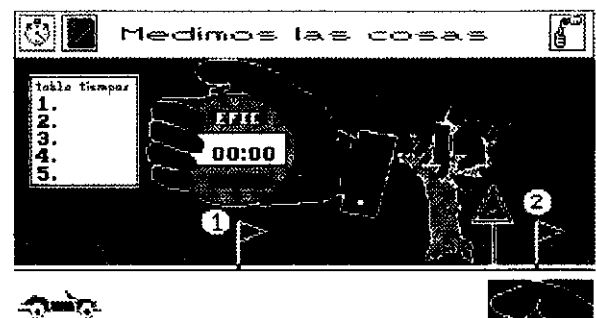 Medimos las cosas
tabla tiempos
1.
2.
3.
4.
5.
EFIC
00:00
1
2